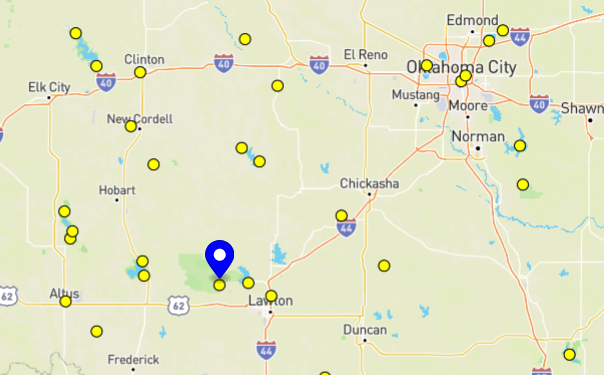 Edmond
44
El Reno
Clinton
40
40
Oklahoma City
Elk City
40
Mustang
40
Moore
Shawn
New Cordell
Norman
Hobart
Chickasha
44
62
Altus
62
Lawton
Duncan
44
Frederick